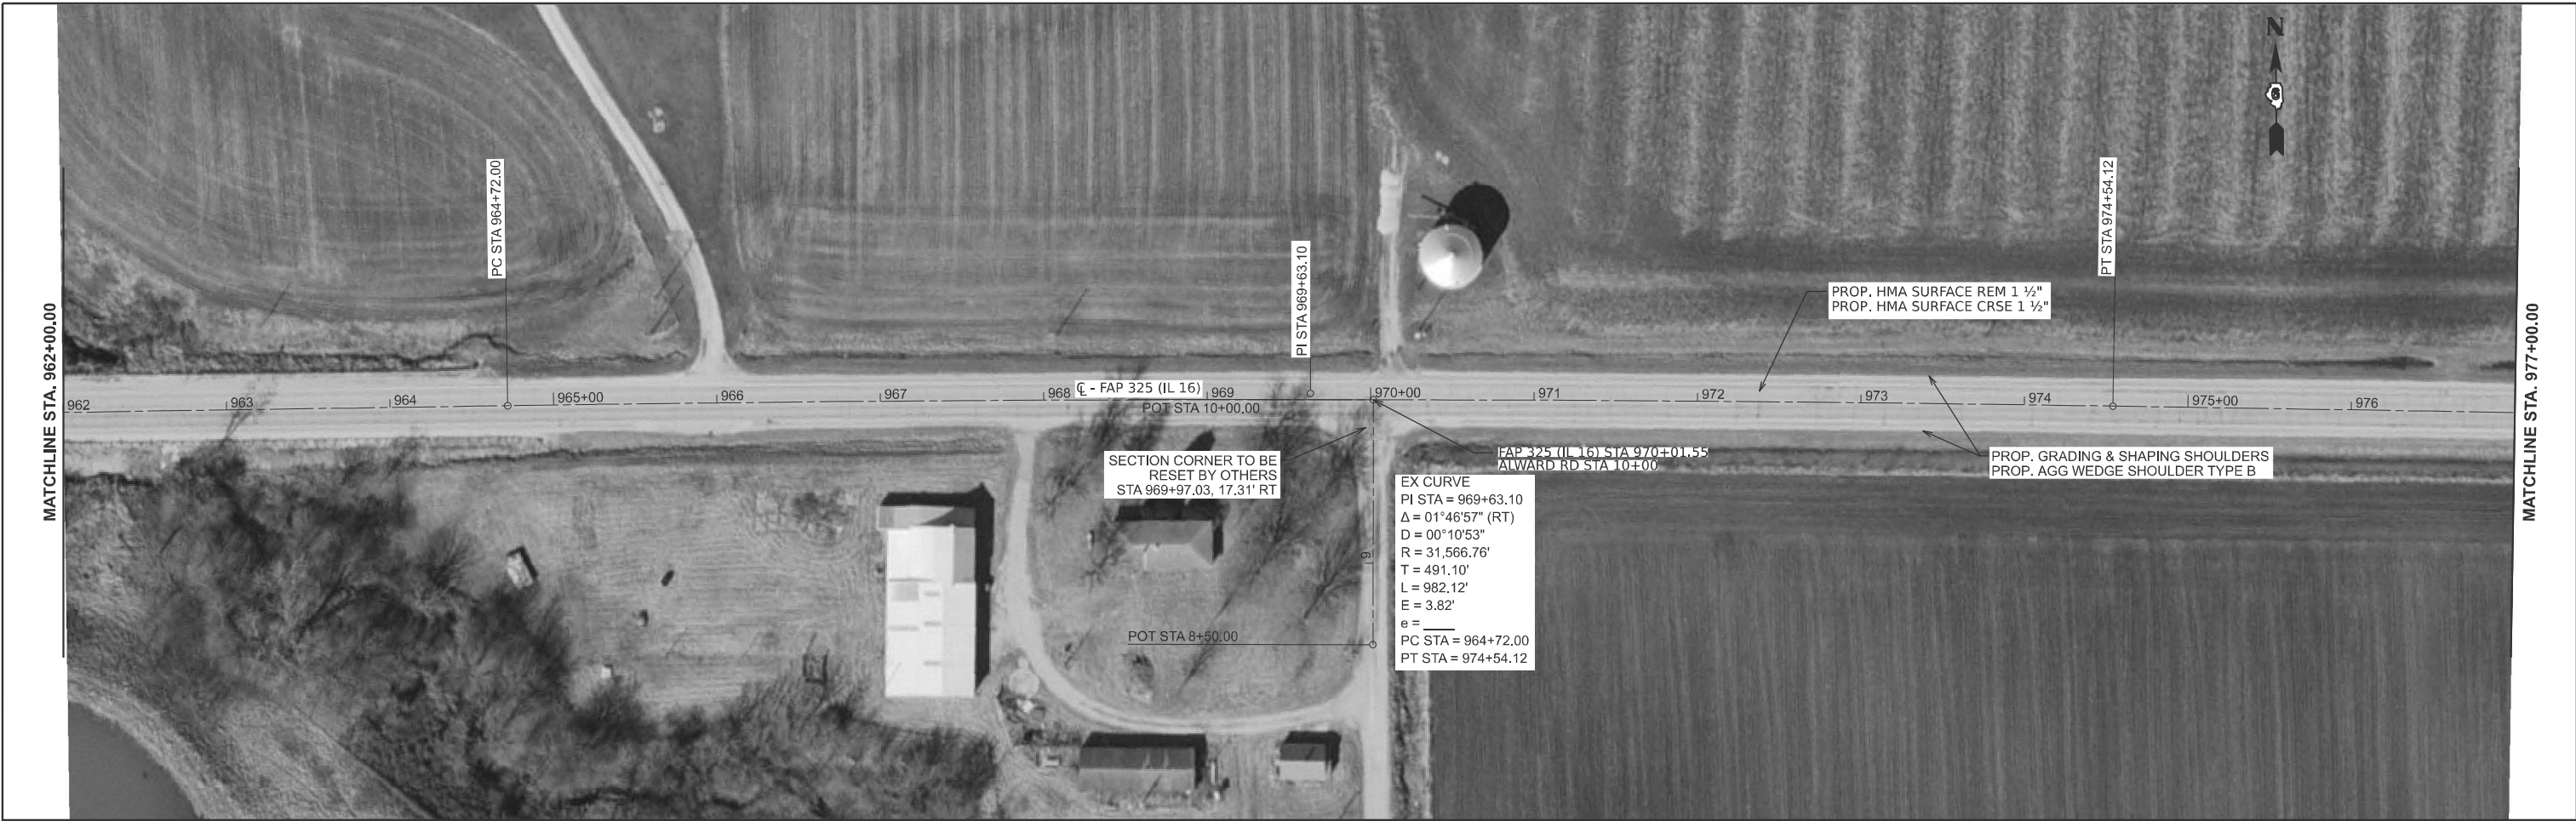 N
MATCHLINE STA. 962+00.00
PC STA 964+72.00
PI STA 969+63.10
PT STA 974+54.12
MATCHLINE STA. 977+00.00
PROP. HMA SURFACE REM 1 ½"
PROP. HMA SURFACE CRSE 1 ½"
℄ - FAP 325 (IL 16)
962
963
964
965+00
966
967
968
969
970+00
971
972
973
974
975+00
976
POT STA 10+00.00
SECTION CORNER TO BE
RESET BY OTHERS
STA 969+97.03, 17.31' RT
FAP 325 (IL 16) STA 970+01.55
ALWARD RD STA 10+00
PROP. GRADING & SHAPING SHOULDERS
PROP. AGG WEDGE SHOULDER TYPE B
EX CURVE
PI STA = 969+63.10
Δ = 01°46'57" (RT)
D = 00°10'53"
R = 31,566.76'
T = 491.10'
L = 982.12'
E = 3.82'
e = ____
PC STA = 964+72.00
PT STA = 974+54.12
9
POT STA 8+50.00